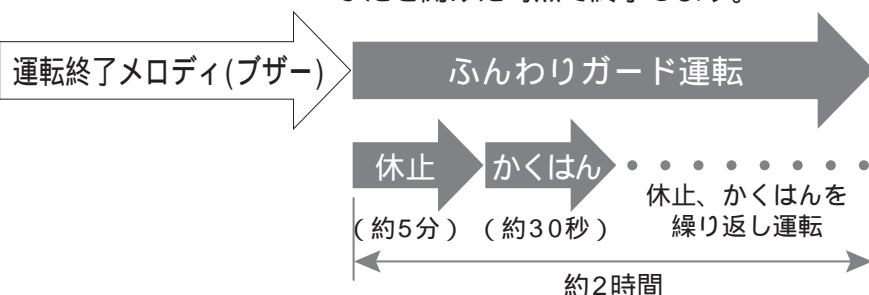 運転終了メロディ(ブザー)
ふんわりガード運転
休止
かくはん
休止、かくはんを
繰り返し運転
(約5分)
(約30秒)
約2時間